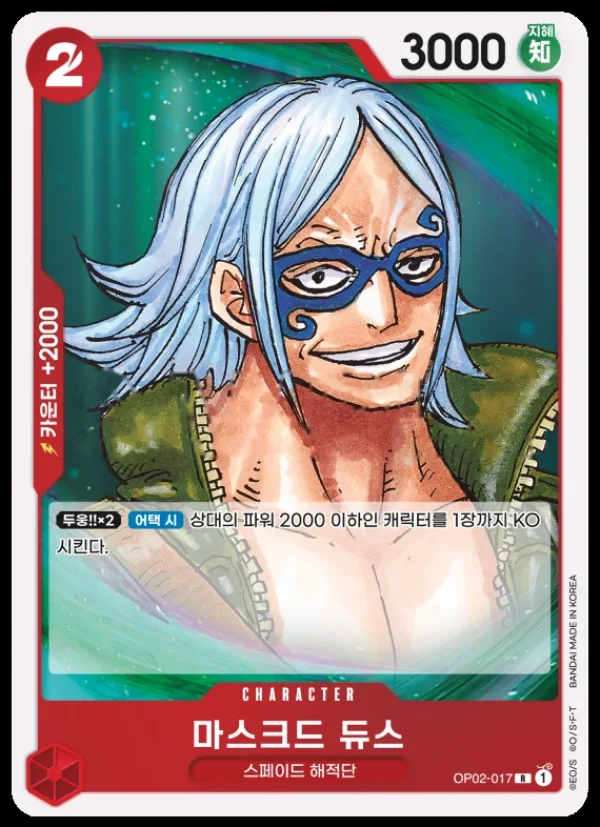 2
3000
지혜
知
⚡카운터 +2000
두웅!!×2 어택 시 상대의 파워 2000 이하인 캐릭터를 1장까지 KO
시킨다.
CHARACTER
마스크드 듀스
스페이드 해적단
OP02-017 R 1
©EO/S ©O/S·F·T BANDAI MADE IN KOREA